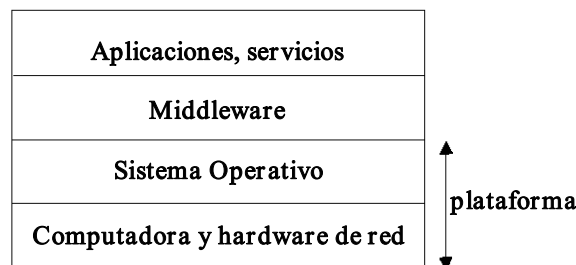 Aplicaciones, servicios
Middleware
Sistema Operativo
plataforma
Computadora y hardware de red